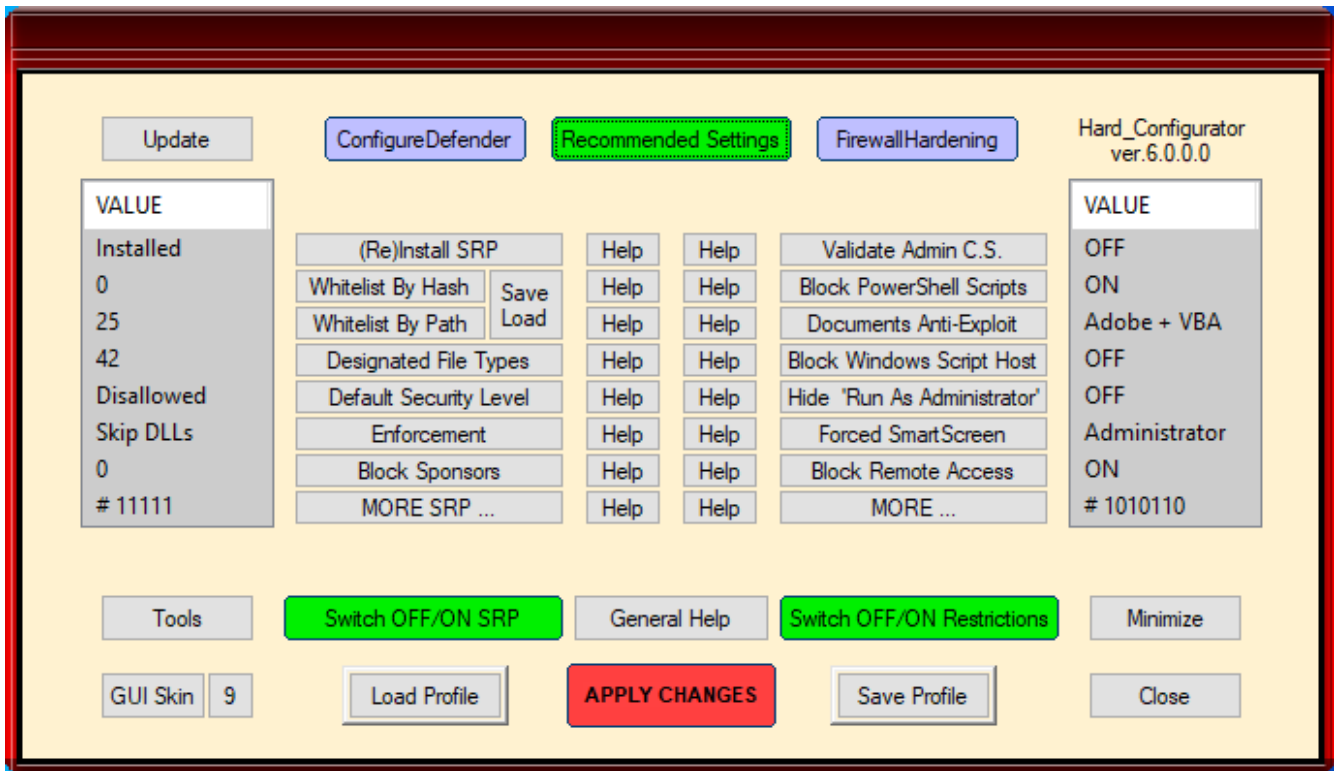 Update
ConfigureDefender
Recommended Settings
FirewallHardening
Hard_Configurator
ver.6.0.0.0
VALUE
VALUE
Installed
(Re)Install SRP
Help
Help
Validate Admin C.S.
OFF
0
Whitelist By Hash
Save
Load
Help
Help
Block PowerShell Scripts
ON
25
Whitelist By Path
Help
Help
Documents Anti-Exploit
Adobe + VBA
42
Designated File Types
Help
Help
Block Windows Script Host
OFF
Disallowed
Default Security Level
Help
Help
Hide 'Run As Administrator'
OFF
Skip DLLs
Enforcement
Help
Help
Forced SmartScreen
Administrator
0
Block Sponsors
Help
Help
Block Remote Access
ON
# 11111
MORE SRP ...
Help
Help
MORE ...
# 1010110
Tools
Switch OFF/ON SRP
General Help
Switch OFF/ON Restrictions
Minimize
GUI Skin
9
Load Profile
APPLY CHANGES
Save Profile
Close